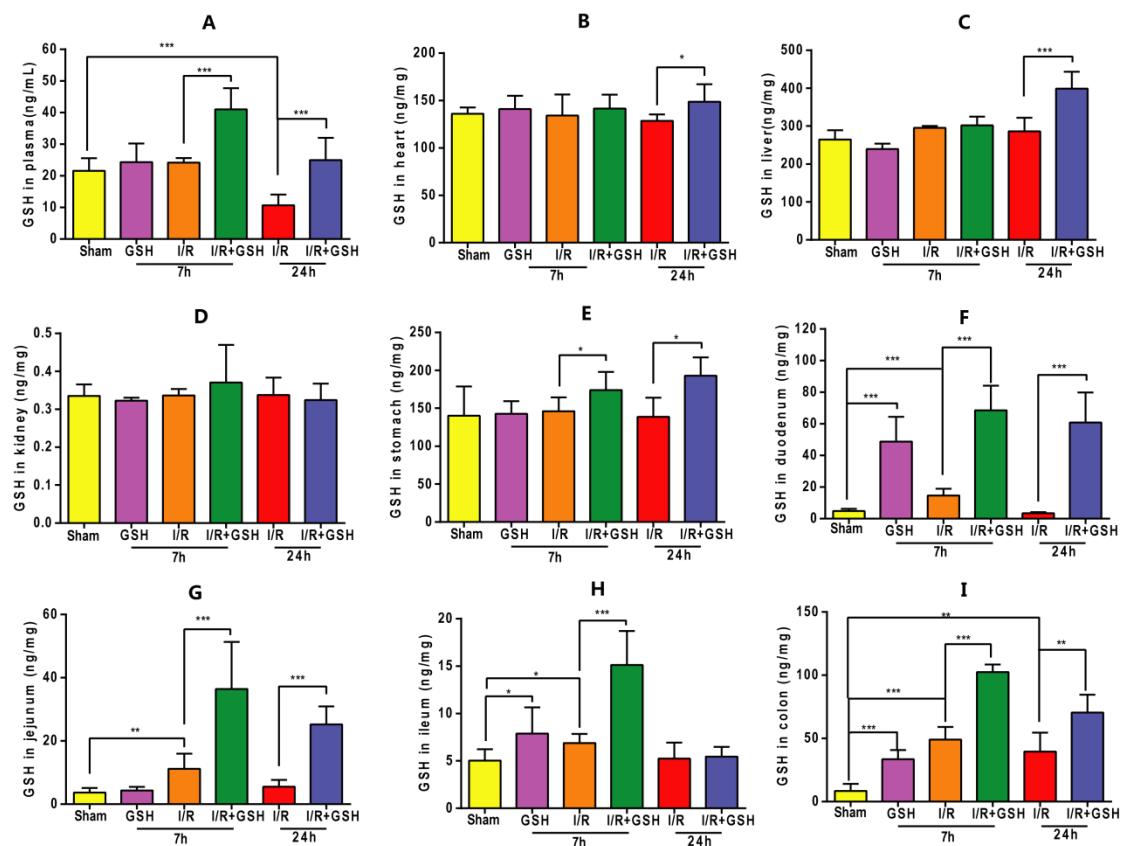 A
GSH in plasma(ng/mL)
60
50
40
30
20
10
0
***
***
***
Sham GSH I/R I/R+GSH I/R I/R+GSH
7h 24h
B
GSH in heart (ng/mg)
200
150
100
50
0
*
Sham GSH I/R I/R+GSH I/R I/R+GSH
7h 24h
C
GSH in liver(ng/mg)
500
400
300
200
100
0
***
Sham GSH I/R I/R+GSH I/R I/R+GSH
7h 24h
D
GSH in kidney (ng/mg)
0.5
0.4
0.3
0.2
0.1
0.0
Sham GSH I/R I/R+GSH I/R I/R+GSH
7h 24h
E
GSH in stomach (ng/mg)
250
200
150
100
50
0
*
*
Sham GSH I/R I/R+GSH I/R I/R+GSH
7h 24h
F
GSH in duodenum (ng/mg)
120
100
80
60
40
20
0
***
***
***
***
Sham GSH I/R I/R+GSH I/R I/R+GSH
7h 24h
G
GSH in jejunum (ng/mg)
60
40
20
0
***
***
**
Sham GSH I/R I/R+GSH I/R I/R+GSH
7h 24h
H
GSH in ileum (ng/mg)
20
15
10
5
0
***
*
*
Sham GSH I/R I/R+GSH I/R I/R+GSH
7h 24h
I
GSH in colon (ng/mg)
150
100
50
0
**
***
**
***
***
Sham GSH I/R I/R+GSH I/R I/R+GSH
7h 24h